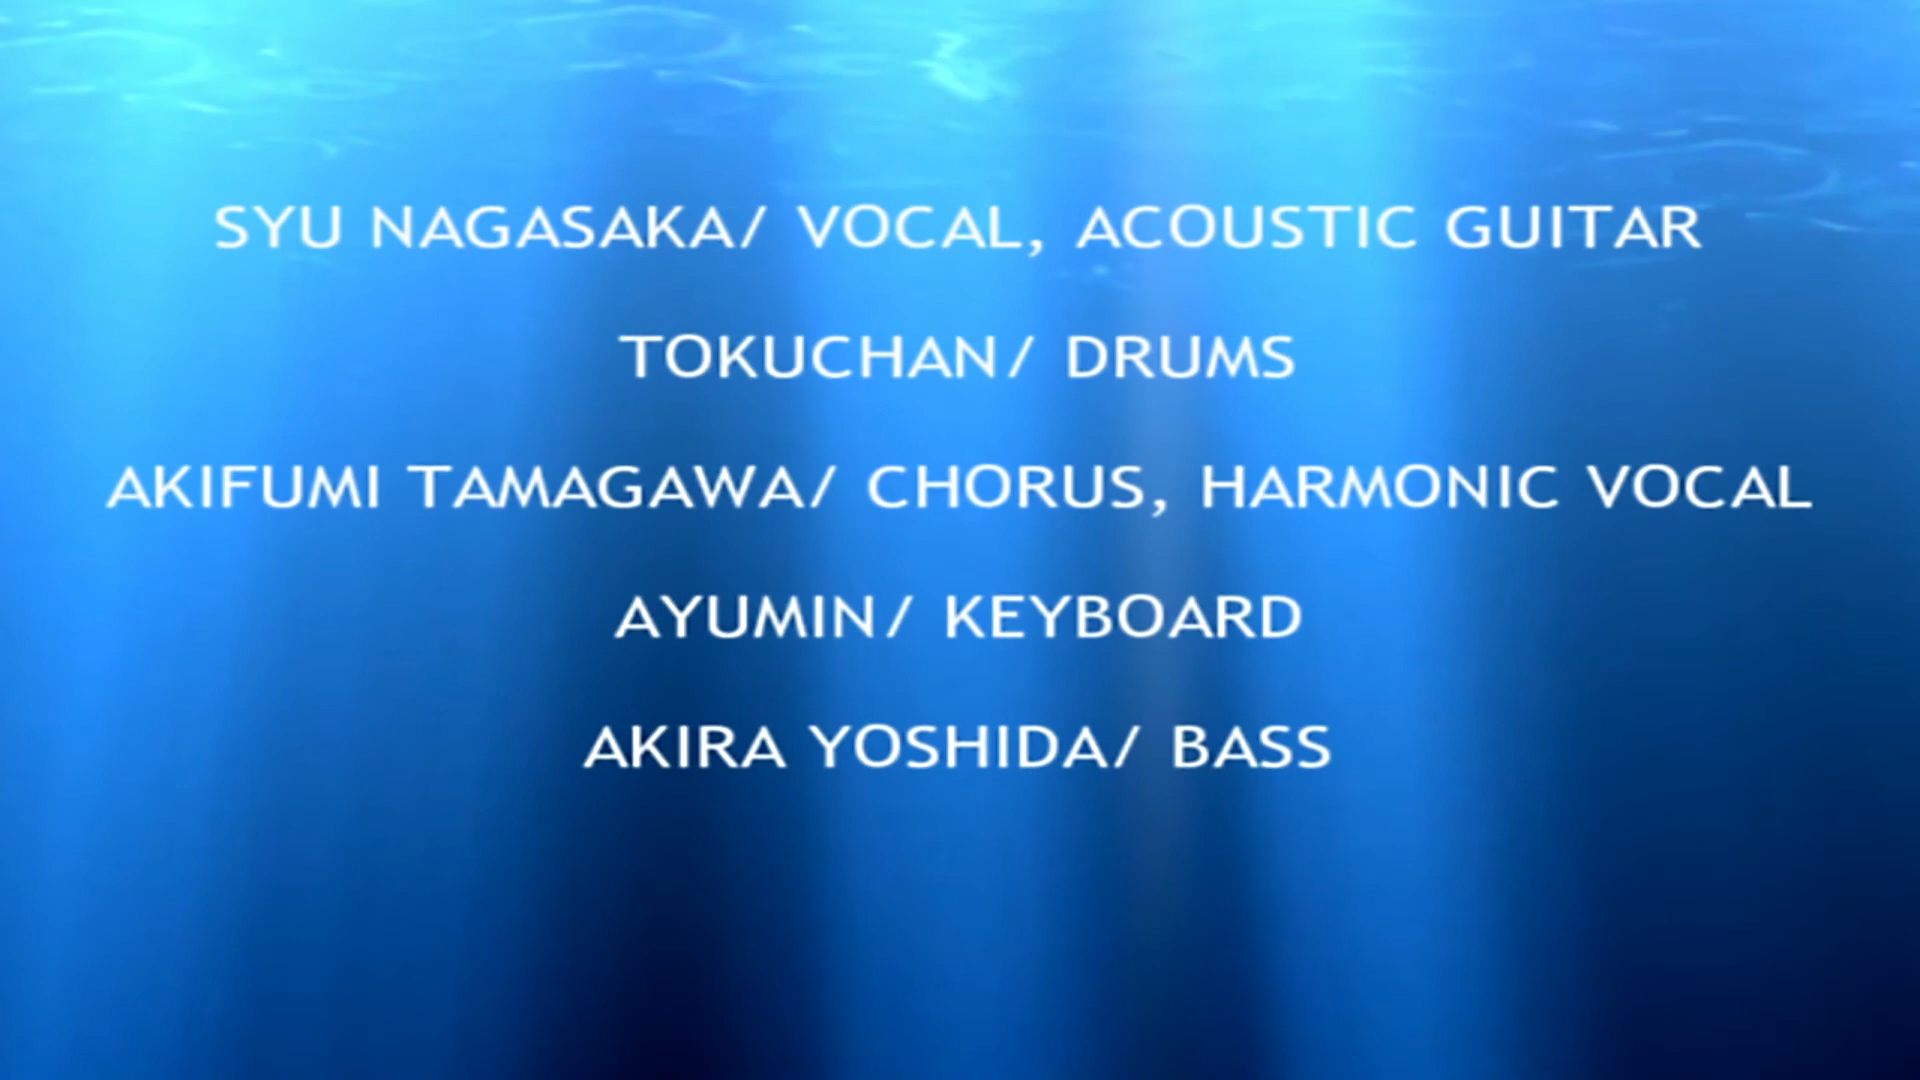 SYU NAGASAKA/ VOCAL, ACOUSTIC GUITAR
TOKUCHAN/ DRUMS
AKIFUMI TAMAGAWA/ CHORUS, HARMONIC VOCAL
AYUMIN/ KEYBOARD
AKIRA YOSHIDA/ BASS